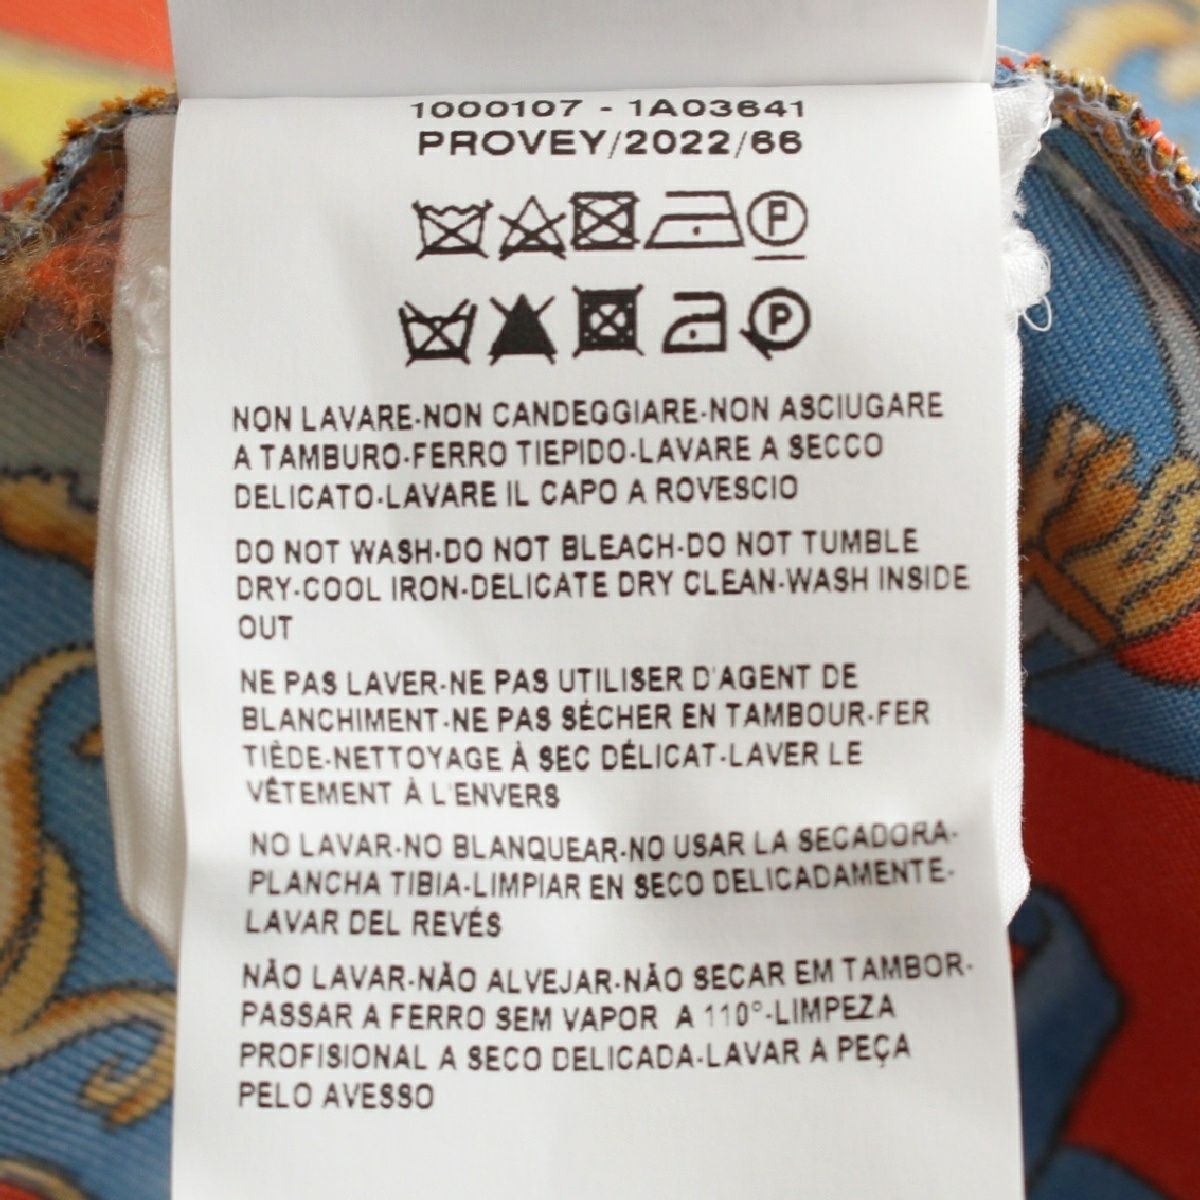 1000107 - 1A03641
PROVEY/2022/66
P
P
NON LAVARE-NON CANDEGGIARE-NON ASCIUGARE
A TAMBURO-FERRO TIEPIDO-LAVARE A SECCO
DELICATO-LAVARE IL CAPO A ROVESCIO
DO NOT WASH-DO NOT BLEACH-DO NOT TUMBLE
DRY-COOL IRON-DELICATE DRY CLEAN-WASH INSIDE
OUT
NE PAS LAVER-NE PAS UTILISER D'AGENT DE
BLANCHIMENT-NE PAS SÉCHER EN TAMBOUR-FER
TIÈDE-NETTOYAGE À SEC DÉLICAT-LAVER LE
VÊTEMENT À L'ENVERS
NO LAVAR-NO BLANQUEAR-NO USAR LA SECADORA-
PLANCHA TIBIA-LIMPIAR EN SECO DELICADAMENTE-
LAVAR DEL REVÉS
NÃO LAVAR-NÃO ALVEJAR-NÃO SECAR EM TAMBOR-
PASSAR A FERRO SEM VAPOR A 110°-LIMPEZA
PROFISIONAL A SECO DELICADA-LAVAR A PEÇA
PELO AVESSO